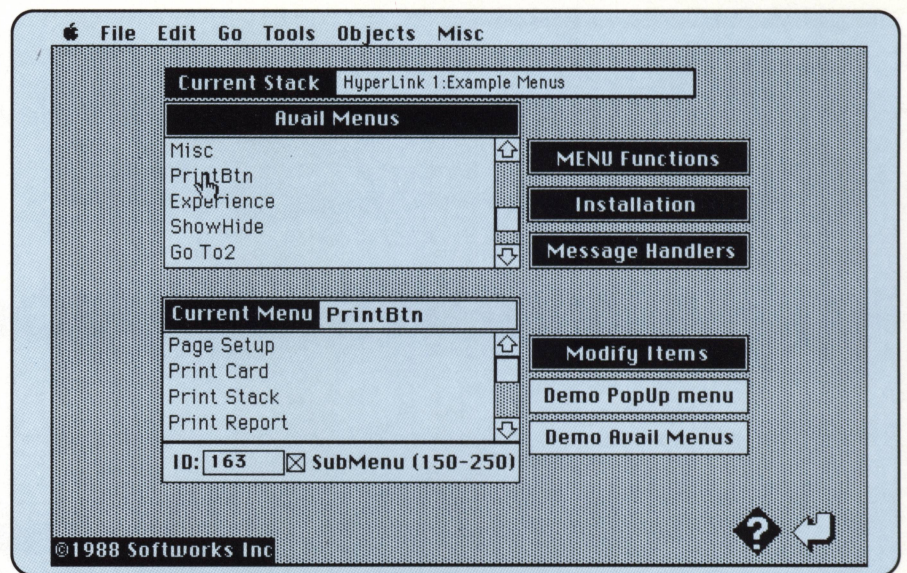 File Edit Go Tools Objects Misc
Current Stack HyperLink 1:Example Menus
Avail Menus
Misc
PrintBtn
Experience
ShowHide
Go To2
MENU Functions
Installation
Message Handlers
Current Menu PrintBtn
Page Setup
Print Card
Print Stack
Print Report
ID: 163 SubMenu (150-250)
Modify Items
Demo PopUp menu
Demo Avail Menus
?
©1988 Softworks Inc